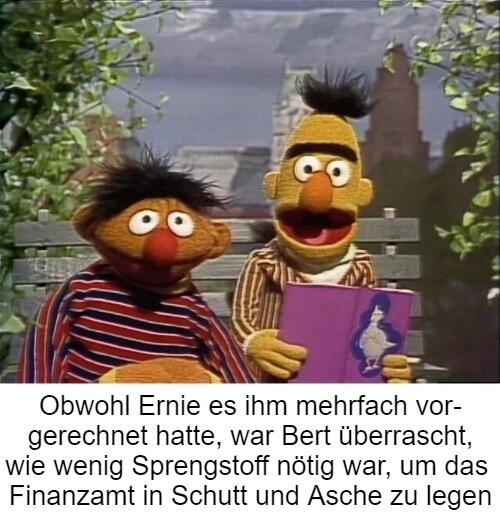 Obwohl Ernie es ihm mehrfach vor-
gerechnet hatte, war Bert überrascht,
wie wenig Sprengstoff nötig war, um das
Finanzamt in Schutt und Asche zu legen